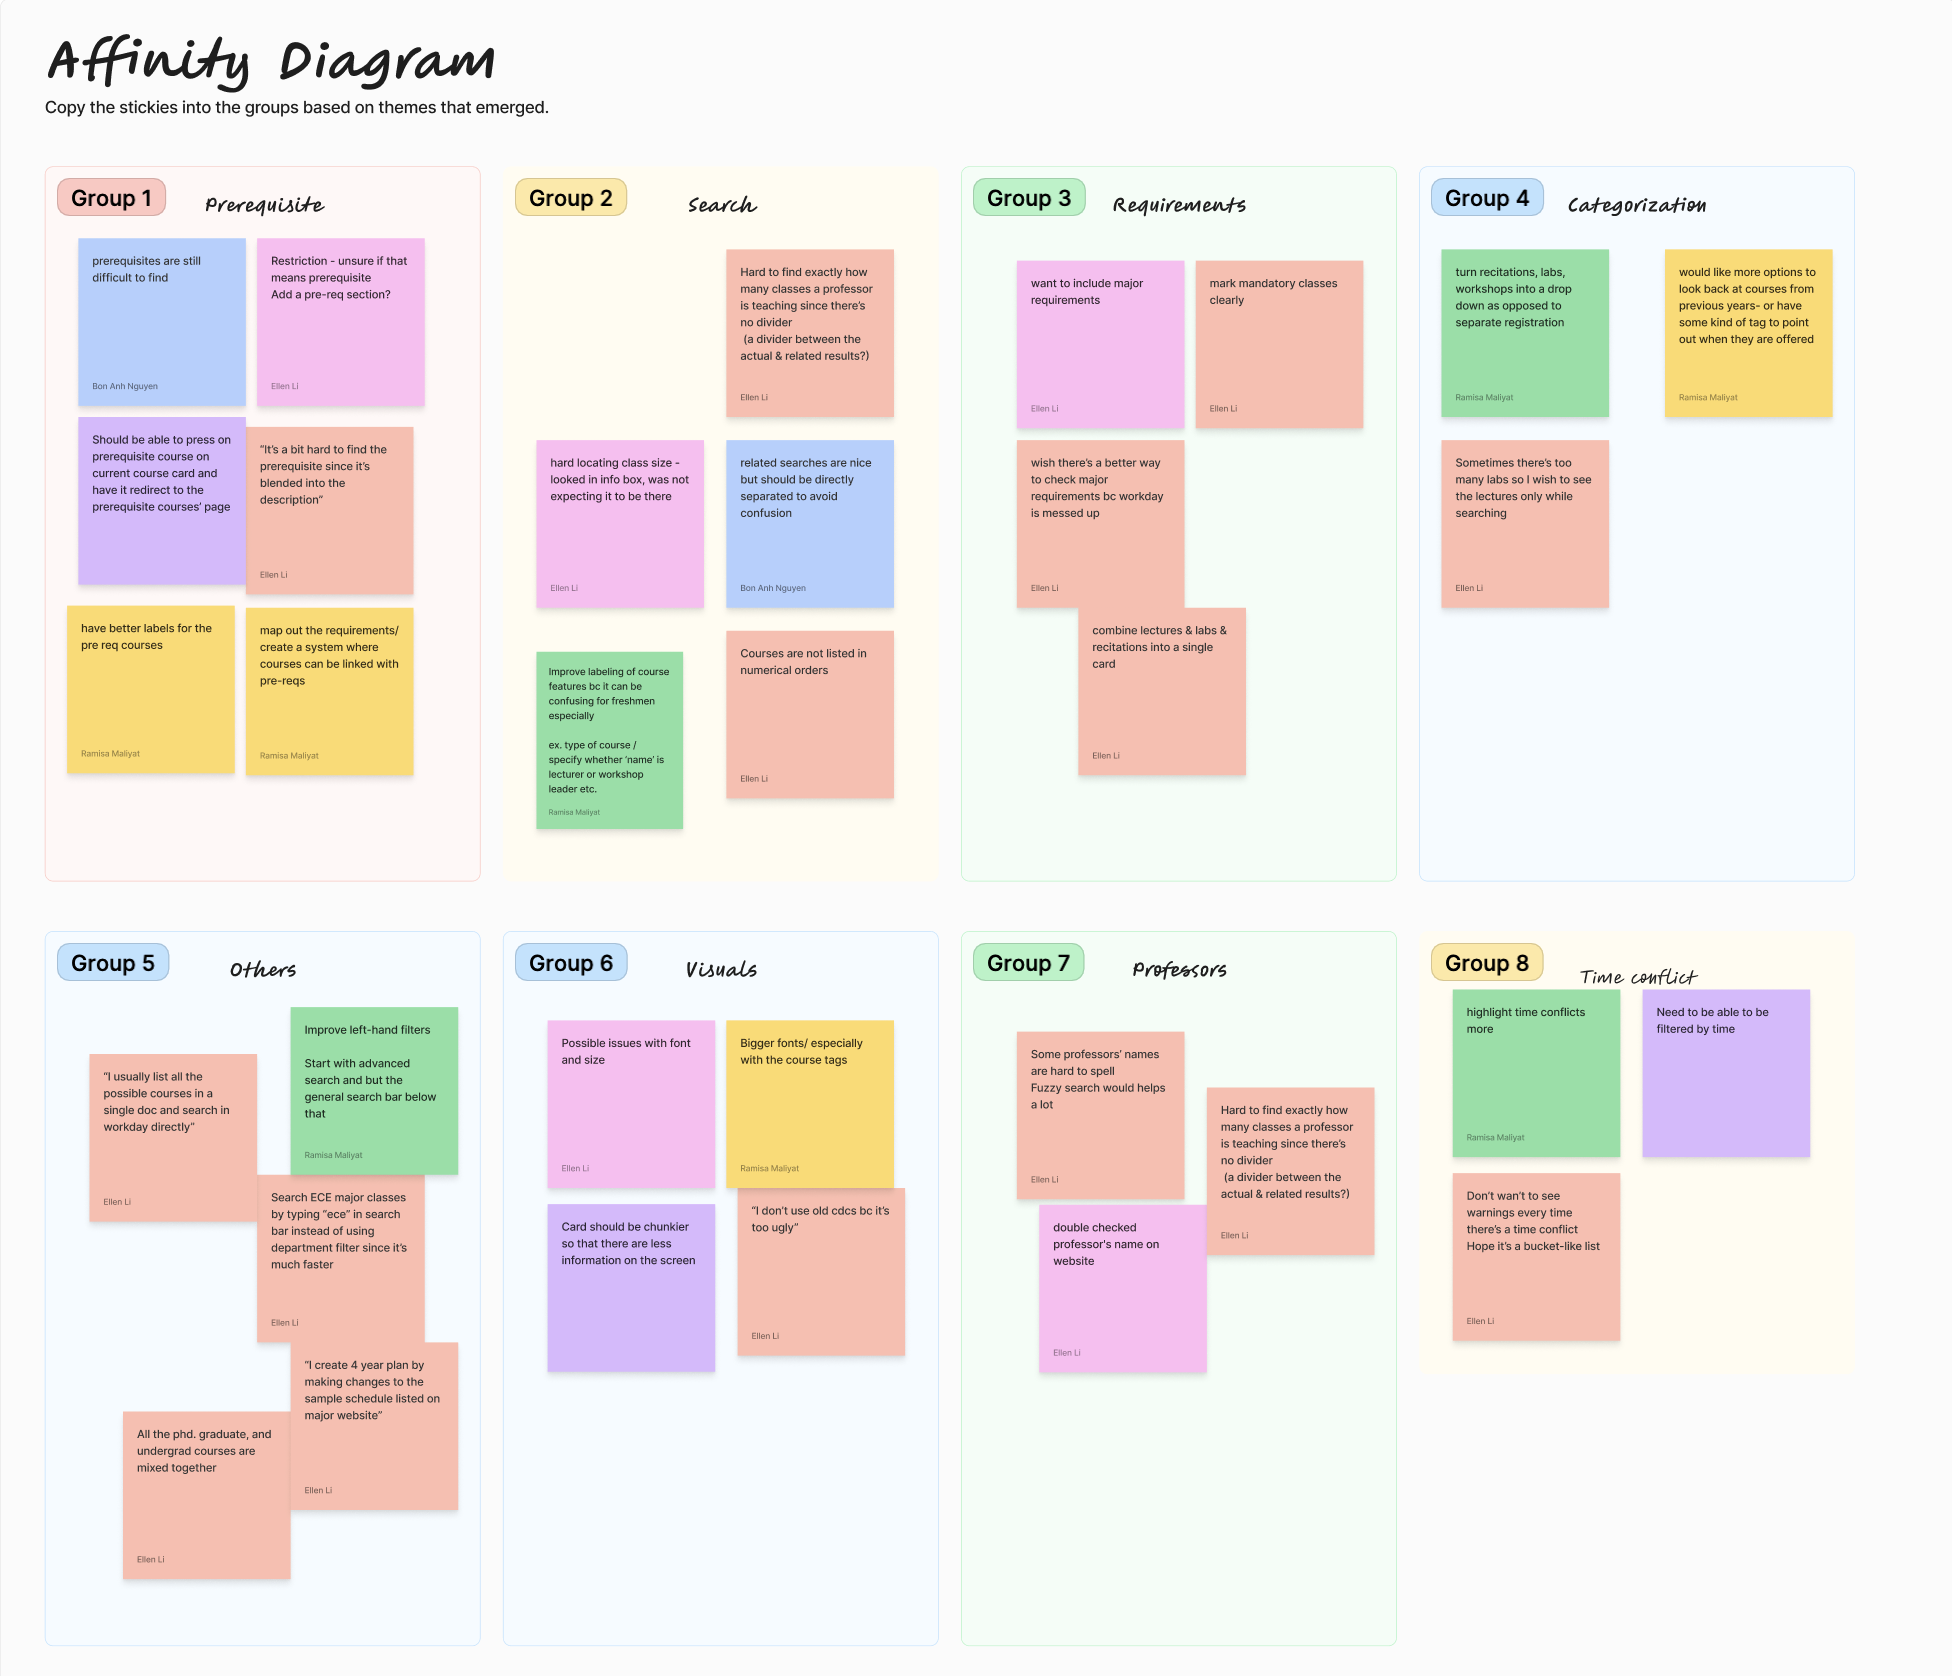 Affinity Diagram
Copy the stickies into the groups based on themes that emerged.
Group 1
Prerequisite
prerequisites are still
difficult to find
Bon Anh Nguyen
Restriction - unsure if that
means prerequisite
Add a pre-req section?
Ellen Li
Should be able to press on
prerequisite course on
current course card and
have it redirect to the
prerequisite courses’ page
“It’s a bit hard to find the
prerequisite since it’s
blended into the
description”
Ellen Li
have better labels for the
pre req courses
Ramisa Maliyat
map out the requirements/
create a system where
courses can be linked with
pre-reqs
Ramisa Maliyat
Group 2
Search
Hard to find exactly how
many classes a professor
is teaching since there’s
no divider
(a divider between the
actual & related results?)
Ellen Li
hard locating class size -
looked in info box, was not
expecting it to be there
Ellen Li
related searches are nice
but should be directly
separated to avoid
confusion
Bon Anh Nguyen
Improve labeling of course
features bc it can be
confusing for freshmen
especially
ex. type of course /
specify whether ‘name’ is
lecturer or workshop
leader etc.
Ramisa Maliyat
Courses are not listed in
numerical orders
Ellen Li
Group 3
Requirements
want to include major
requirements
Ellen Li
mark mandatory classes
clearly
Ellen Li
wish there’s a better way
to check major
requirements bc workday
is messed up
Ellen Li
combine lectures & labs &
recitations into a single
card
Ellen Li
Group 4
Categorization
turn recitations, labs,
workshops into a drop
down as opposed to
separate registration
Ramisa Maliyat
would like more options to
look back at courses from
previous years- or have
some kind of tag to point
out when they are offered
Ramisa Maliyat
Sometimes there’s too
many labs so I wish to see
the lectures only while
searching
Ellen Li
Group 5
Others
Improve left-hand filters
Start with advanced
search and but the
general search bar below
that
Ramisa Maliyat
“I usually list all the
possible courses in a
single doc and search in
workday directly”
Ellen Li
Search ECE major classes
by typing “ece” in search
bar instead of using
department filter since it’s
much faster
Ellen Li
“I create 4 year plan by
making changes to the
sample schedule listed on
major website”
Ellen Li
All the phd. graduate, and
undergrad courses are
mixed together
Ellen Li
Group 6
Visuals
Possible issues with font
and size
Ellen Li
Bigger fonts/ especially
with the course tags
Ramisa Maliyat
Card should be chunkier
so that there are less
information on the screen
“I don’t use old cdcs bc it’s
too ugly”
Ellen Li
Group 7
Professors
Some professors’ names
are hard to spell
Fuzzy search would helps
a lot
Ellen Li
Hard to find exactly how
many classes a professor
is teaching since there’s
no divider
(a divider between the
actual & related results?)
Ellen Li
double checked
professor's name on
website
Ellen Li
Group 8
Time conflict
highlight time conflicts
more
Ramisa Maliyat
Need to be able to be
filtered by time
Don’t wan’t to see
warnings every time
there’s a time conflict
Hope it’s a bucket-like list
Ellen Li